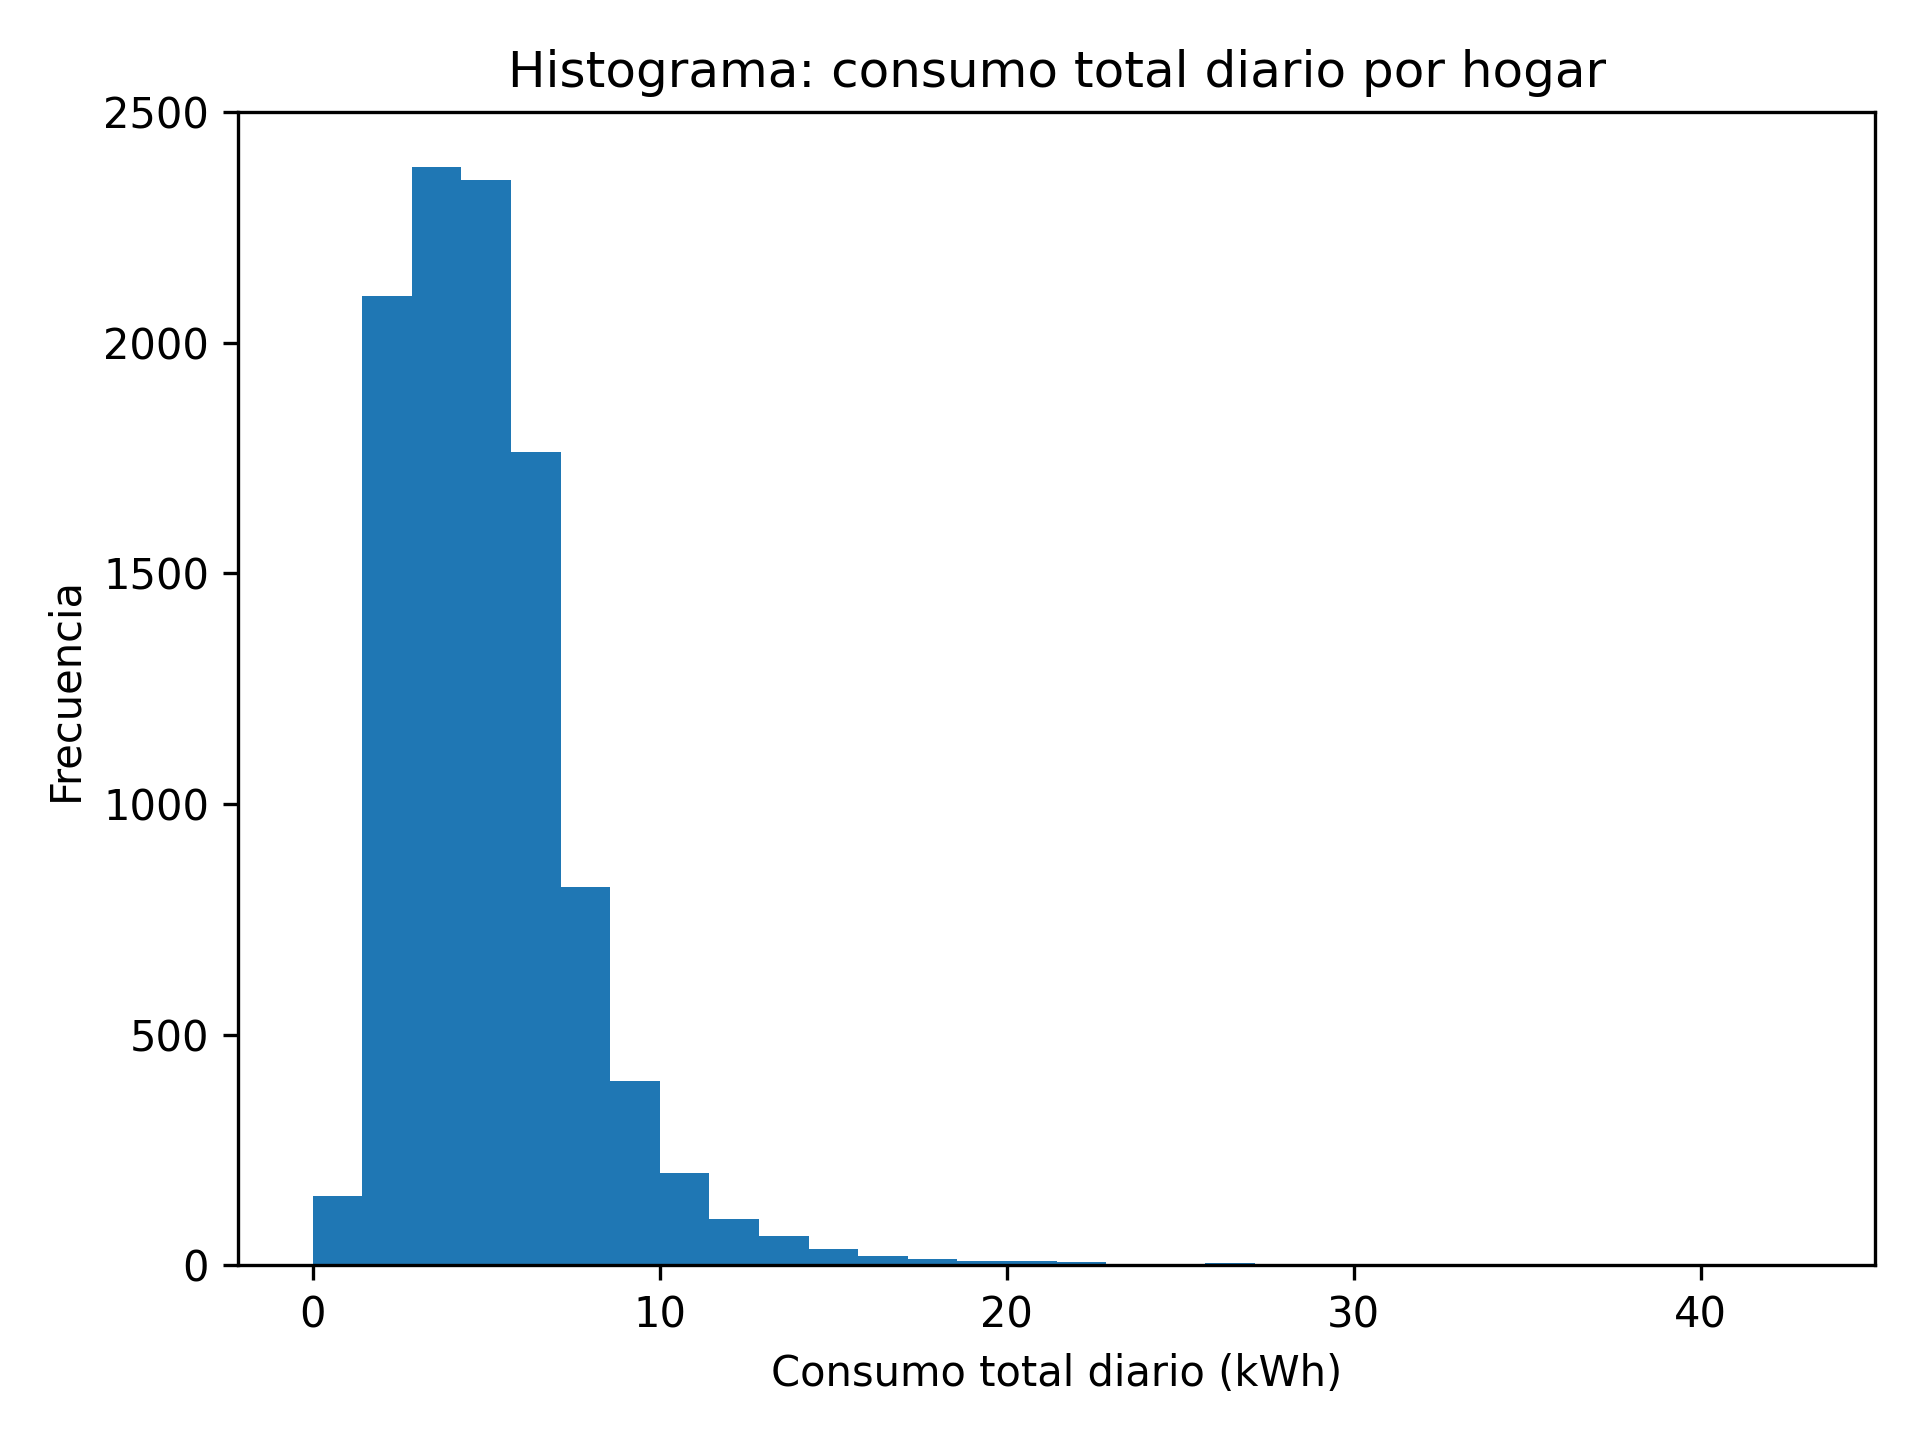 Histograma: consumo total diario por hogar
2500
2000
1500
1000
500
0
Frecuencia
0 10 20 30 40
Consumo total diario (kWh)